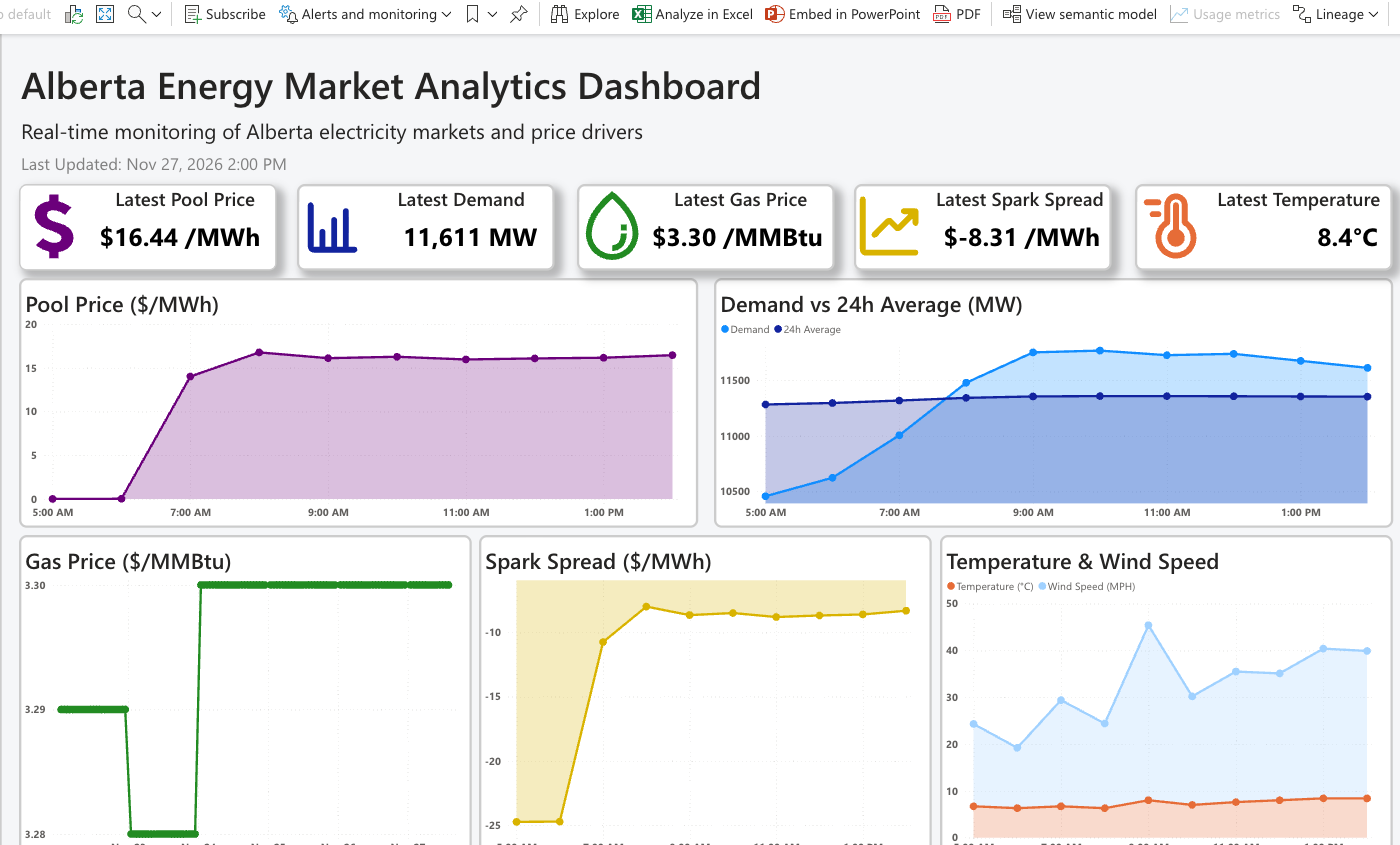 o default Subscribe Alerts and monitoring Explore Analyze in Excel Embed in PowerPoint PDF View semantic model Usage metrics Lineage
Alberta Energy Market Analytics Dashboard
Real-time monitoring of Alberta electricity markets and price drivers
Last Updated: Nov 27, 2026 2:00 PM
Latest Pool Price
$16.44 /MWh
Latest Demand
11,611 MW
Latest Gas Price
$3.30 /MMBtu
Latest Spark Spread
$-8.31 /MWh
Latest Temperature
8.4°C
Pool Price ($/MWh)
20
15
10
5
0
5:00 AM 7:00 AM 9:00 AM 11:00 AM 1:00 PM
Demand vs 24h Average (MW)
Demand 24h Average
11500
11000
10500
5:00 AM 7:00 AM 9:00 AM 11:00 AM 1:00 PM
Gas Price ($/MMBtu)
3.30
3.29
3.28
Spark Spread ($/MWh)
-10
-15
-20
-25
Temperature & Wind Speed
Temperature (°C) Wind Speed (MPH)
50
40
30
20
10
0